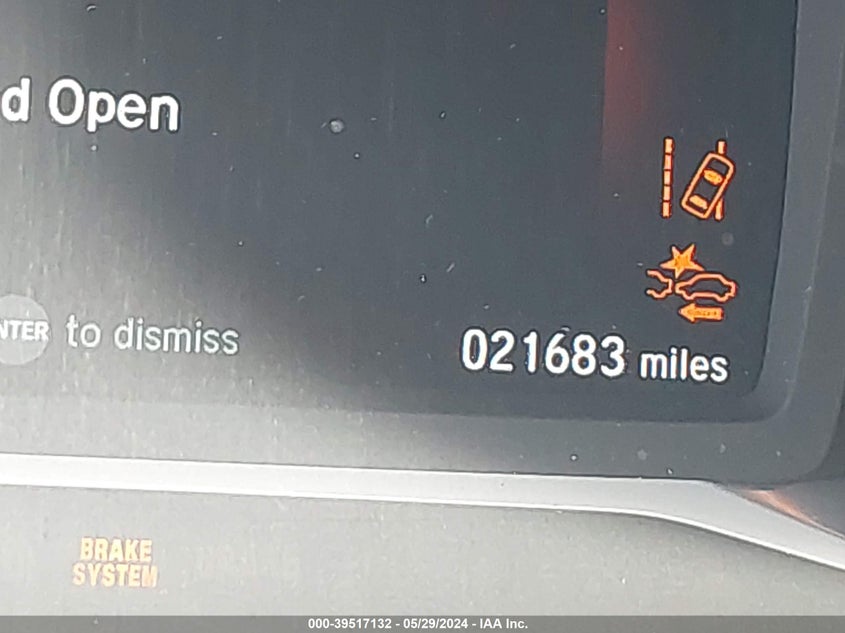 d Open
NTER to dismiss
021683 miles
BRAKE
SYSTEM
000-39517132 - 05/29/2024 - IAA Inc.